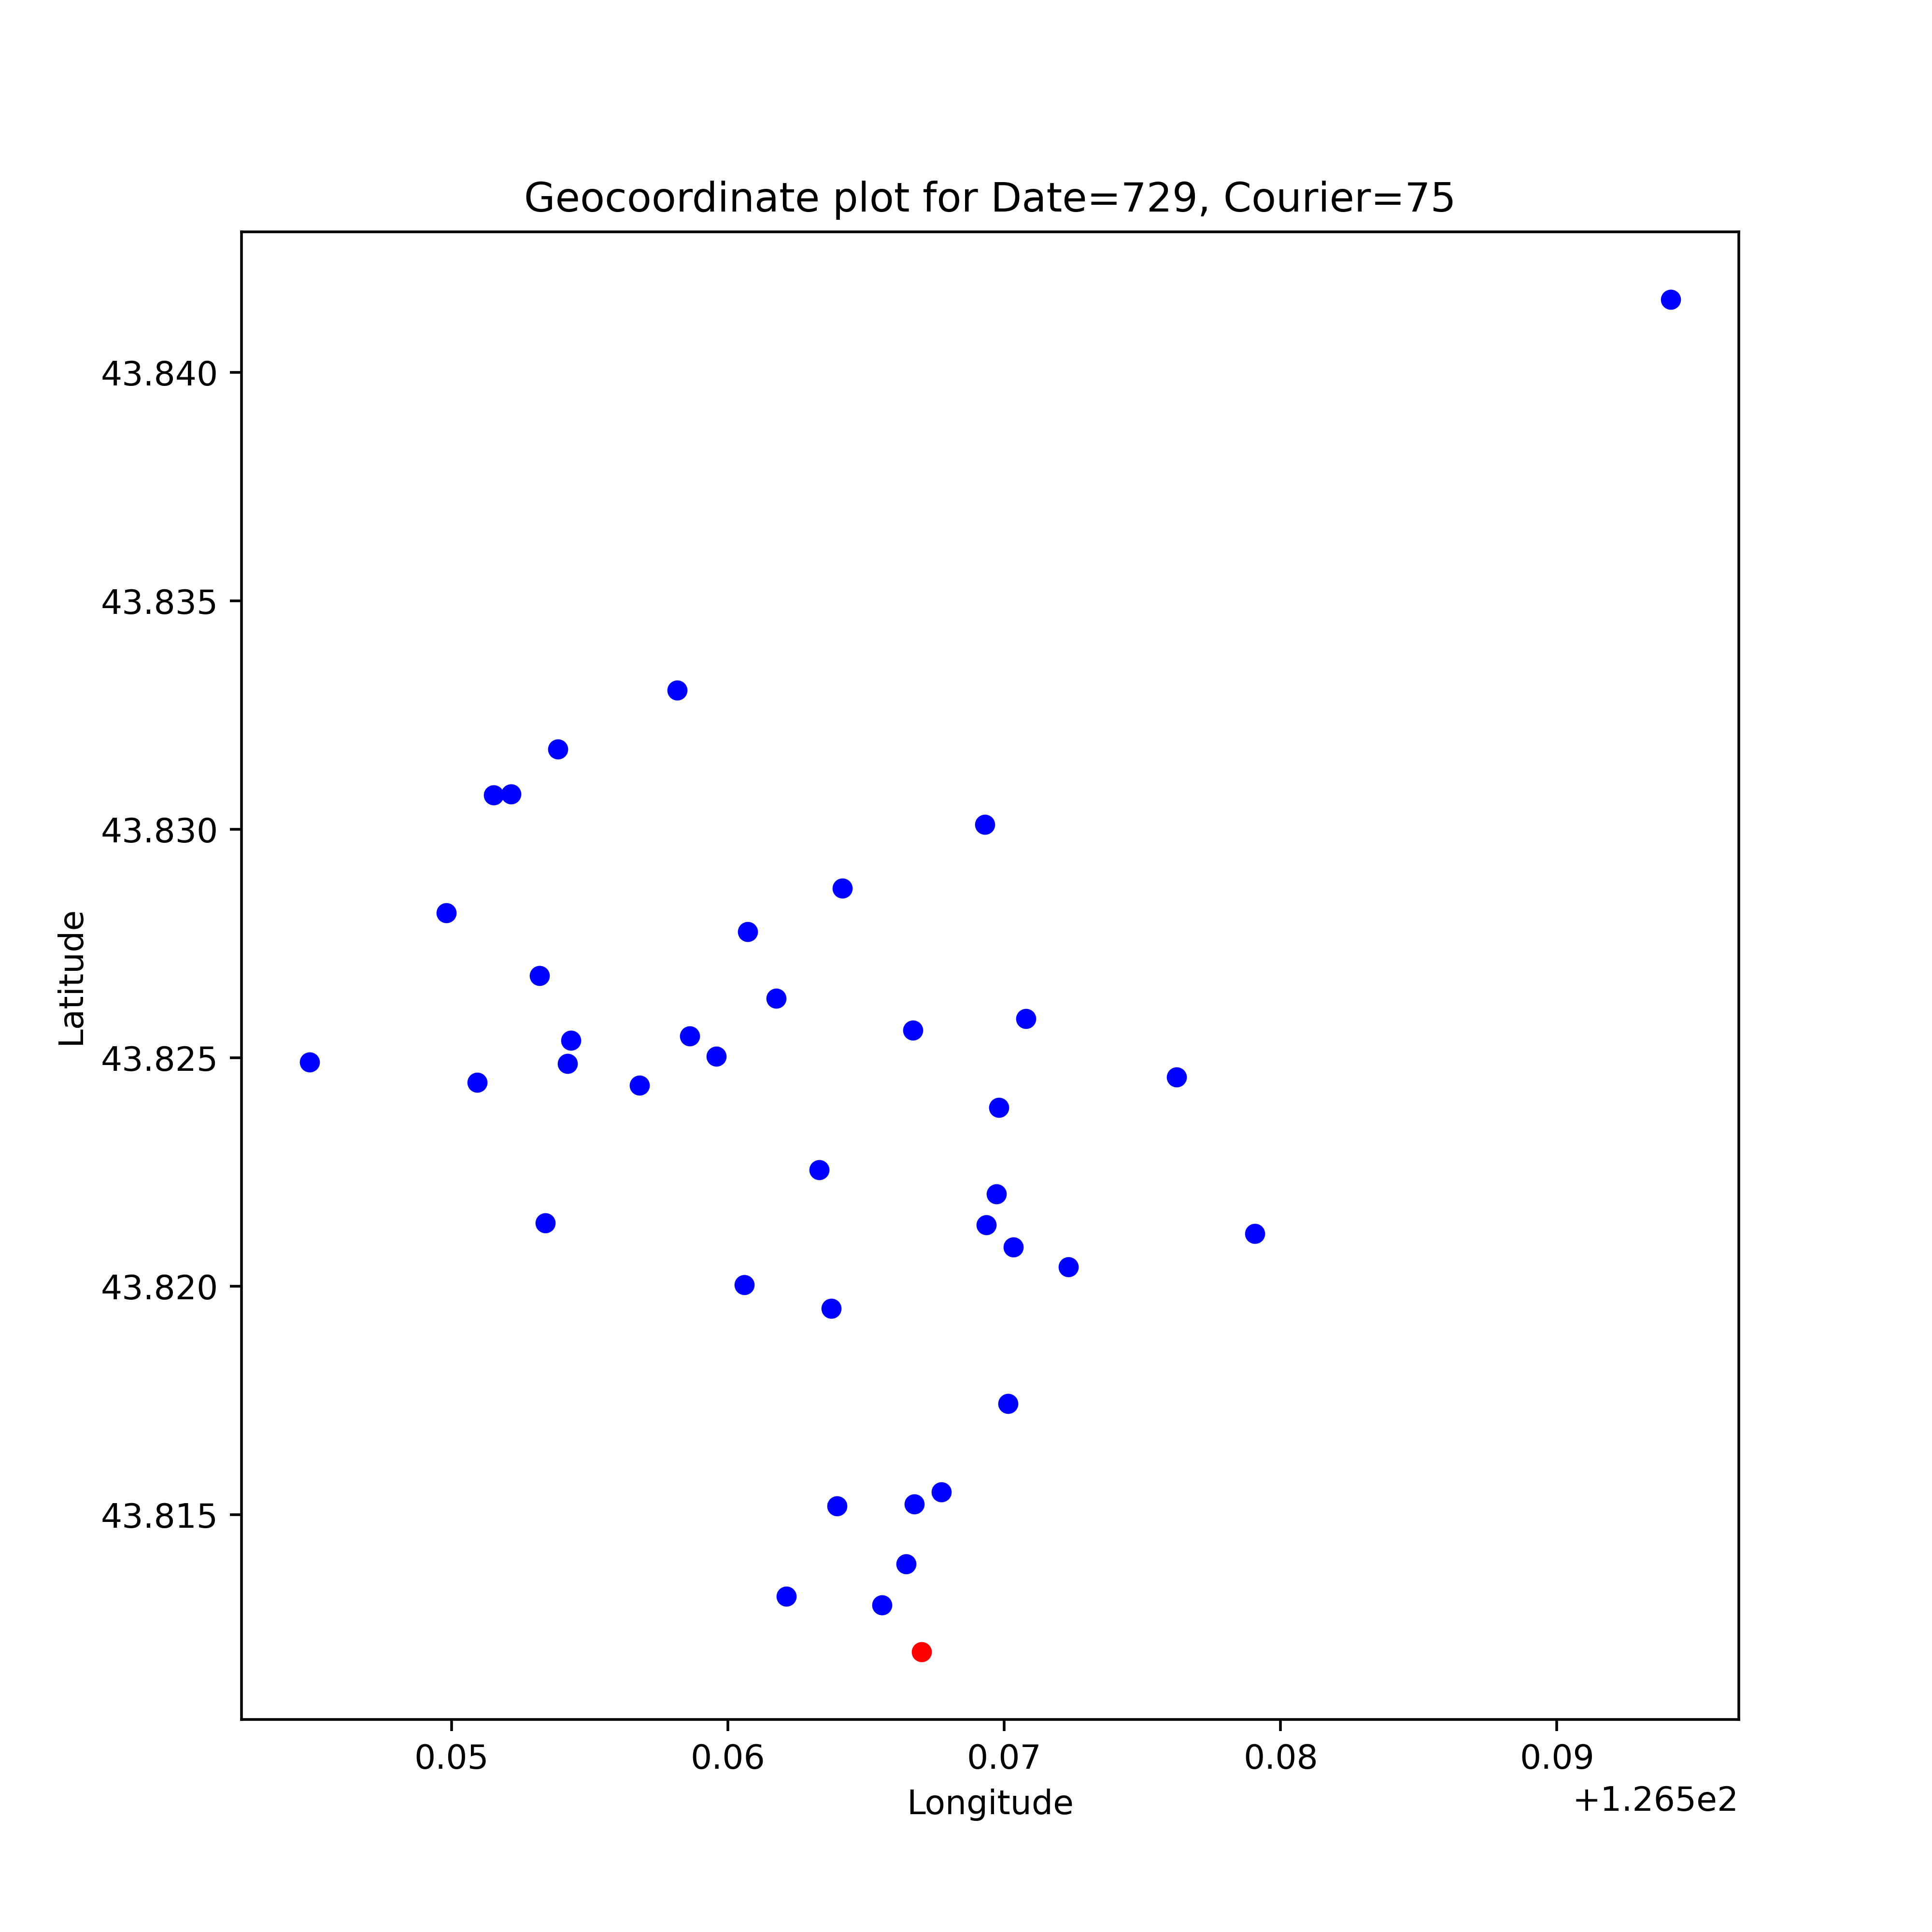 Geocoordinate plot for Date=729, Courier=75
43.840
43.835
43.830
43.825
43.820
43.815
Latitude
0.05 0.06 0.07 0.08 0.09
+1.265e2
Longitude